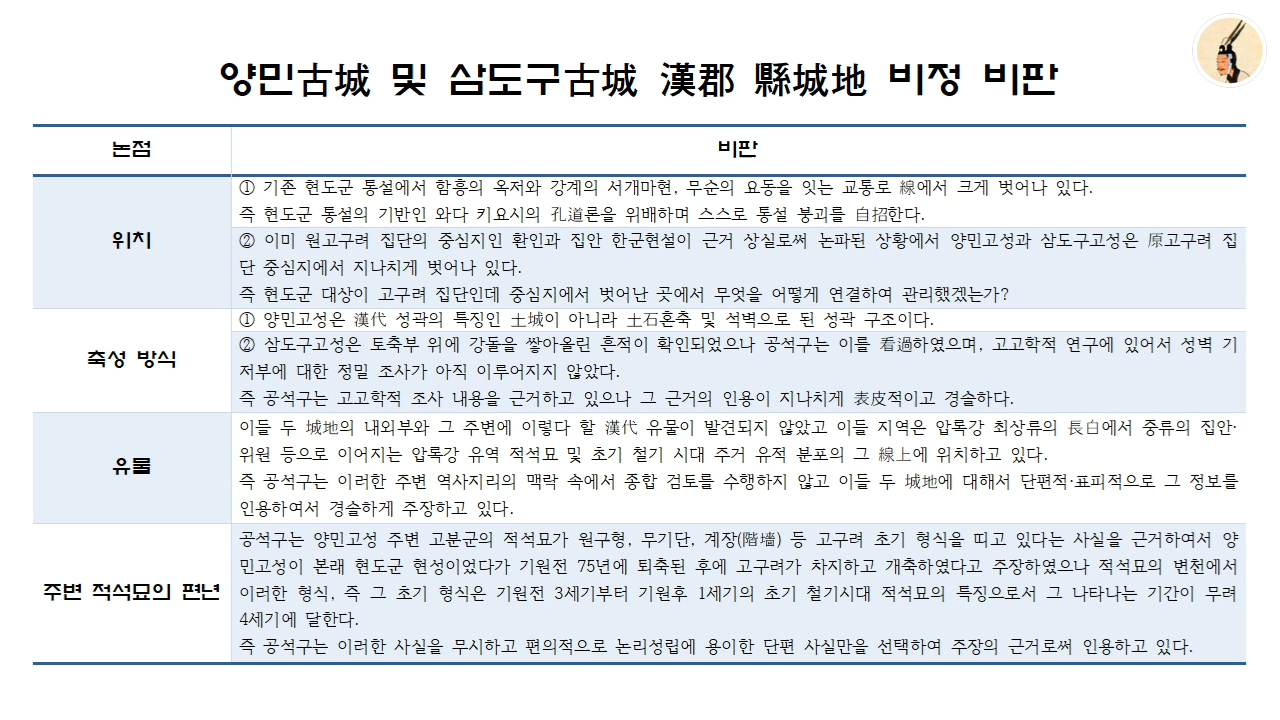 양민古城 및 삼도구古城 漢郡 縣城地 비정 비판
논점
비판
위치
① 기존 현도군 통설에서 함흥의 옥저와 강계의 서개마현, 무순의 요동을 잇는 교통로 線에서 크게 벗어나 있다.
즉 현도군 통설의 기반인 와다 키요시의 孔道론을 위배하며 스스로 통설 붕괴를 自招한다.
② 이미 원고구려 집단의 중심지인 환인과 집안 한군현설이 근거 상실로써 논파된 상황에서 양민고성과 삼도구고성은 原고구려 집
단 중심지에서 지나치게 벗어나 있다.
즉 현도군 대상이 고구려 집단인데 중심지에서 벗어난 곳에서 무엇을 어떻게 연결하여 관리했겠는가?
축성 방식
① 양민고성은 漢代 성곽의 특징인 土城이 아니라 土石혼축 및 석벽으로 된 성곽 구조이다.
② 삼도구고성은 토축부 위에 강돌을 쌓아올린 흔적이 확인되었으나 공석구는 이를 看過하였으며, 고고학적 연구에 있어서 성벽 기
저부에 대한 정밀 조사가 아직 이루어지지 않았다.
즉 공석구는 고고학적 조사 내용을 근거하고 있으나 그 근거의 인용이 지나치게 表皮적이고 경솔하다.
유물
이들 두 城地의 내외부와 그 주변에 이렇다 할 漢代 유물이 발견되지 않았고 이들 지역은 압록강 최상류의 長白에서 중류의 집안·
위원 등으로 이어지는 압록강 유역 적석묘 및 초기 철기 시대 주거 유적 분포의 그 線上에 위치하고 있다.
즉 공석구는 이러한 주변 역사지리의 맥락 속에서 종합 검토를 수행하지 않고 이들 두 城地에 대해서 단편적·표피적으로 그 정보를
인용하여서 경솔하게 주장하고 있다.
주변 적석묘의 편년
공석구는 양민고성 주변 고분군의 적석묘가 원구형, 무기단, 계장(階墻) 등 고구려 초기 형식을 띠고 있다는 사실을 근거하여서 양
민고성이 본래 현도군 현성이었다가 기원전 75년에 퇴축된 후에 고구려가 차지하고 개축하였다고 주장하였으나 적석묘의 변천에서
이러한 형식, 즉 그 초기 형식은 기원전 3세기부터 기원후 1세기의 초기 철기시대 적석묘의 특징으로서 그 나타나는 기간이 무려
4세기에 달한다.
즉 공석구는 이러한 사실을 무시하고 편의적으로 논리성립에 용이한 단편 사실만을 선택하여 주장의 근거로써 인용하고 있다.